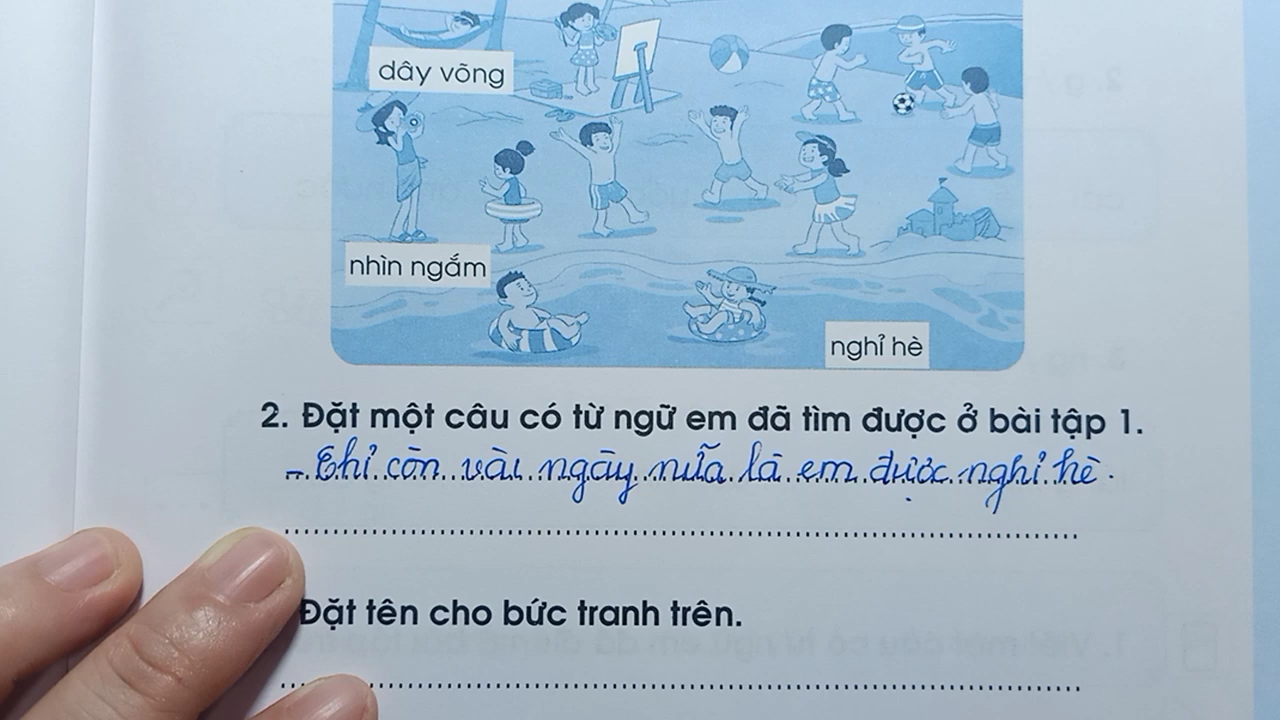 dây võng
nhìn ngắm
nghỉ hè
2. Đặt một câu có từ ngữ em đã tìm được ở bài tập 1.
- Chỉ còn vài ngày nữa là em được nghỉ hè.
Đặt tên cho bức tranh trên.